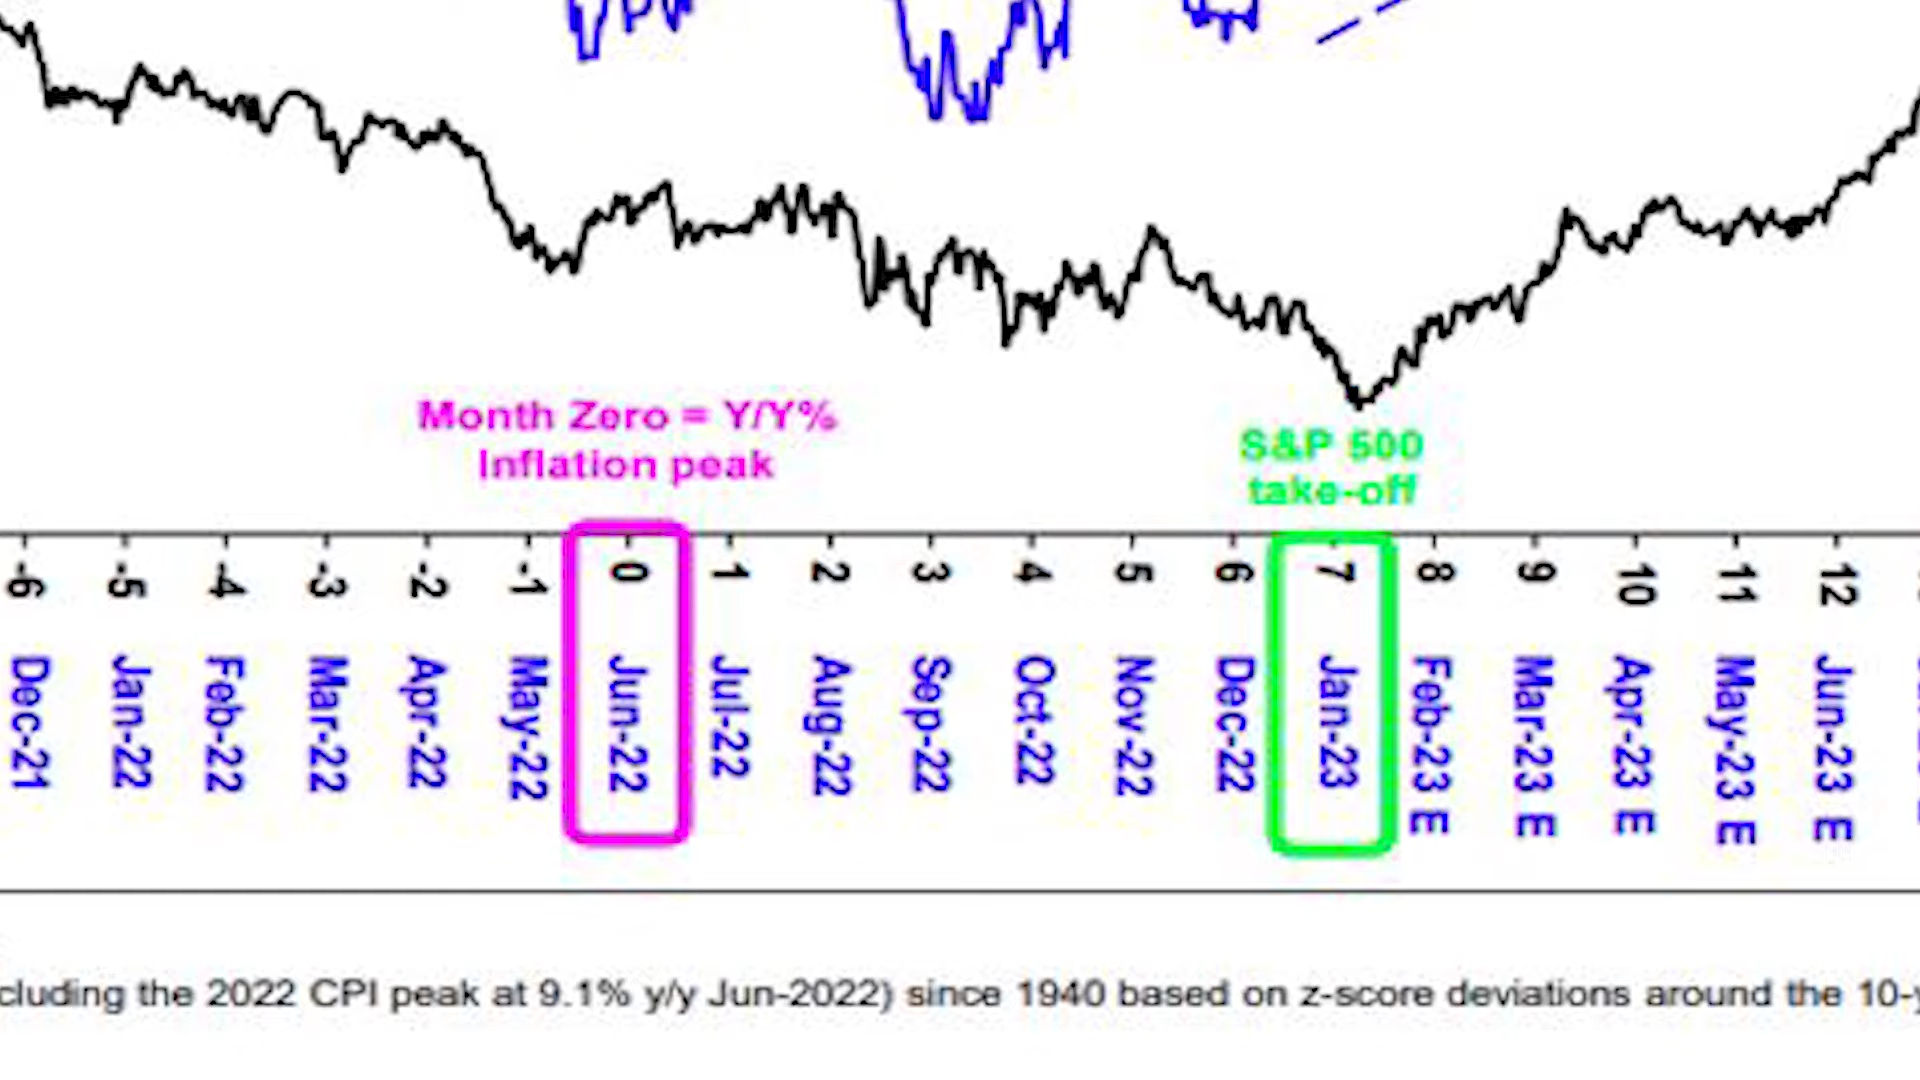 Month Zero = Y/Y%
Inflation peak
S&P 500
take-off
-6 -5 -4 -3 -2 -1 0 1 2 3 4 5 6 7 8 9 10 11 12
Dec-21 Jan-22 Feb-22 Mar-22 Apr-22 May-22 Jun-22 Jul-22 Aug-22 Sep-22 Oct-22 Nov-22 Dec-22 Jan-23 Feb-23 E Mar-23 E Apr-23 E May-23 E Jun-23 E
cluding the 2022 CPI peak at 9.1% y/y Jun-2022) since 1940 based on z-score deviations around the 10-y